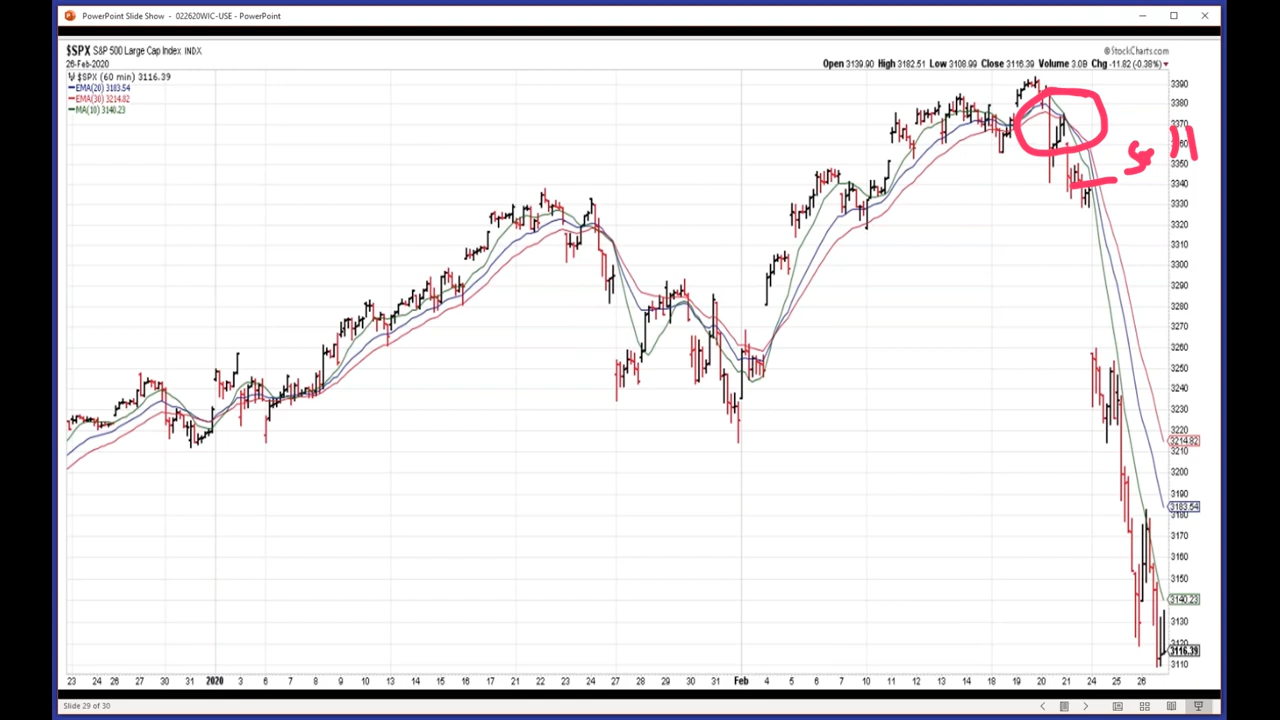 PowerPoint Slide Show - 022620WIC-USE - PowerPoint
$SPX S&P 500 Large Cap Index INDX
© StockCharts.com
26-Feb-2020
Open 3139.90 High 3182.51 Low 3108.99 Close 3116.39 Volume 3.0B Chg -11.82 (-0.38%)
$SPX (60 min) 3116.39
EMA(20) 3183.54
EMA(30) 3214.82
MA(10) 3140.23
3390
3380
3370
3360
3350
3340
3330
3320
3310
3300
3290
3280
3270
3260
3250
3240
3230
3220
3214.82
3210
3200
3190
3183.54
3180
3170
3160
3150
3140.23
3130
3120
3116.39
3110
Sell
23 24 26 27 30 31 2020 3 6 7 8 9 10 13 14 15 16 17 21 22 23 24 27 28 29 30 31 Feb 4 5 6 7 10 11 12 13 14 18 19 20 21 24 25 26
Slide 29 of 30